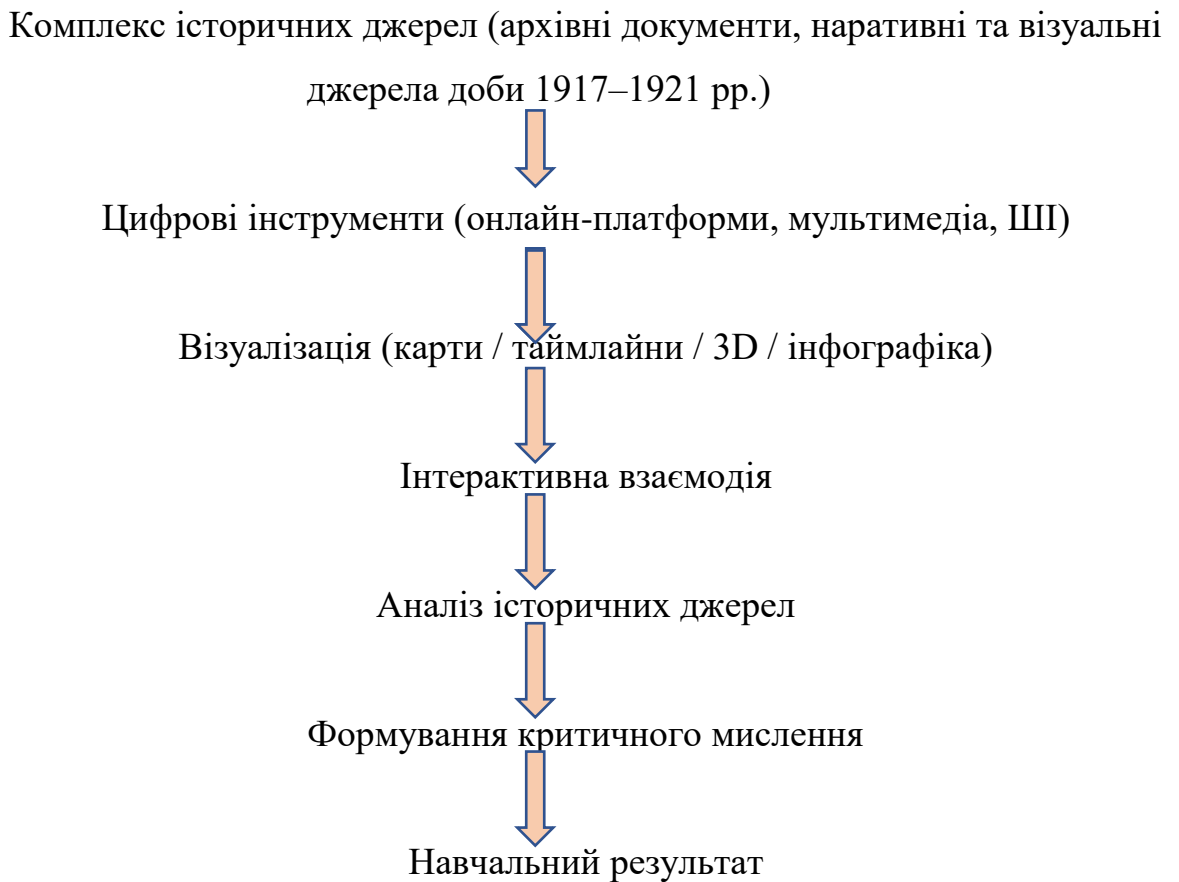 Комплекс історичних джерел (архівні документи, наративні та візуальні
джерела доби 1917–1921 рр.)
Цифрові інструменти (онлайн-платформи, мультимедіа, ШІ)
Візуалізація (карти / таймлайни / 3D / інфографіка)
Інтерактивна взаємодія
Аналіз історичних джерел
Формування критичного мислення
Навчальний результат